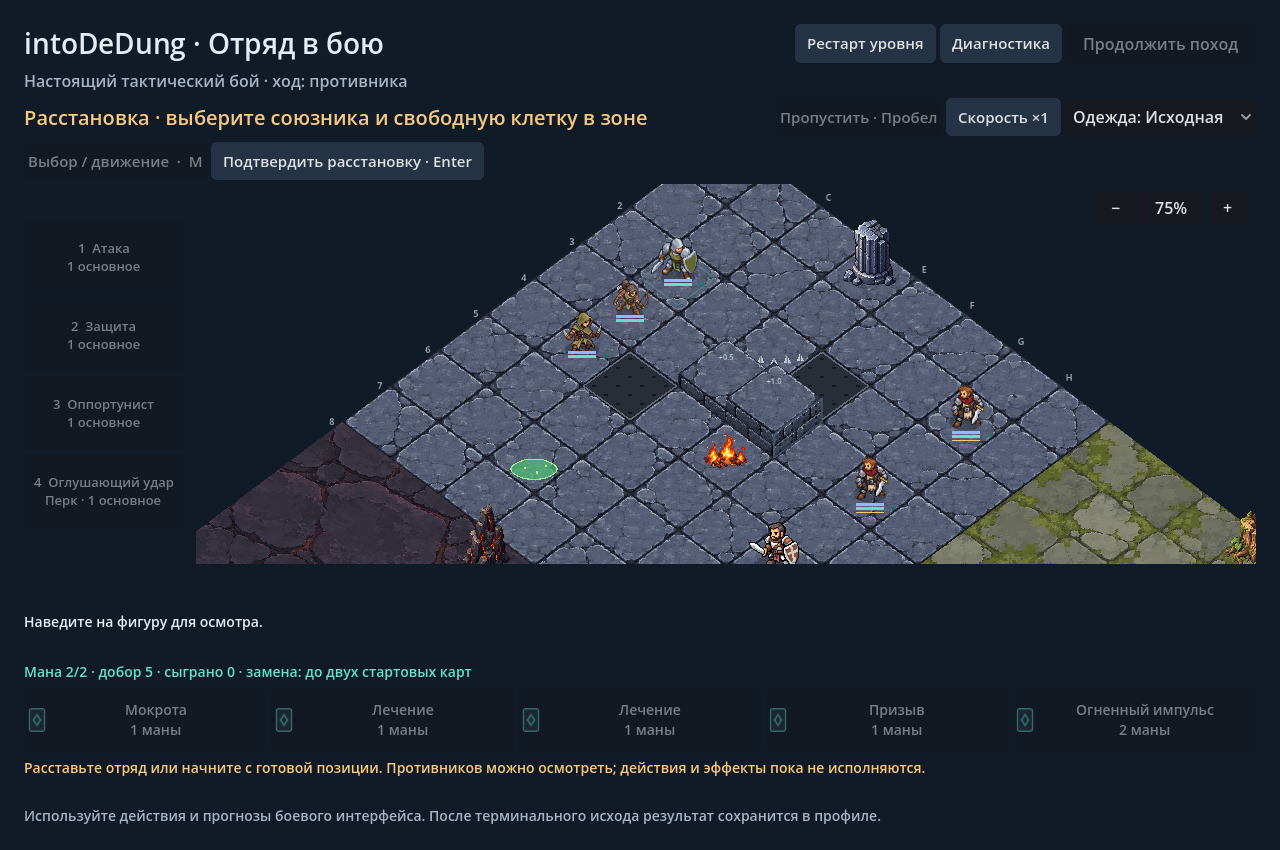 intoDeDung · Отряд в бою
Рестарт уровня
Диагностика
Продолжить поход
Настоящий тактический бой · ход: противника
Расстановка · выберите союзника и свободную клетку в зоне
Пропустить · Пробел
Скорость ×1
Одежда: Исходная
Выбор / движение · М
Подтвердить расстановку · Enter
− 75% +
1 Атака
1 основное
2 Защита
1 основное
3 Оппортунист
1 основное
4 Оглушающий удар
Перк · 1 основное
2
3
4
5
6
7
8
C
E
F
G
H
+0.5
+1.0
Наведите на фигуру для осмотра.
Мана 2/2 · добор 5 · сыграно 0 · замена: до двух стартовых карт
Мокрота
1 маны
Лечение
1 маны
Лечение
1 маны
Призыв
1 маны
Огненный импульс
2 маны
Расставьте отряд или начните с готовой позиции. Противников можно осмотреть; действия и эффекты пока не исполняются.
Используйте действия и прогнозы боевого интерфейса. После терминального исхода результат сохранится в профиле.